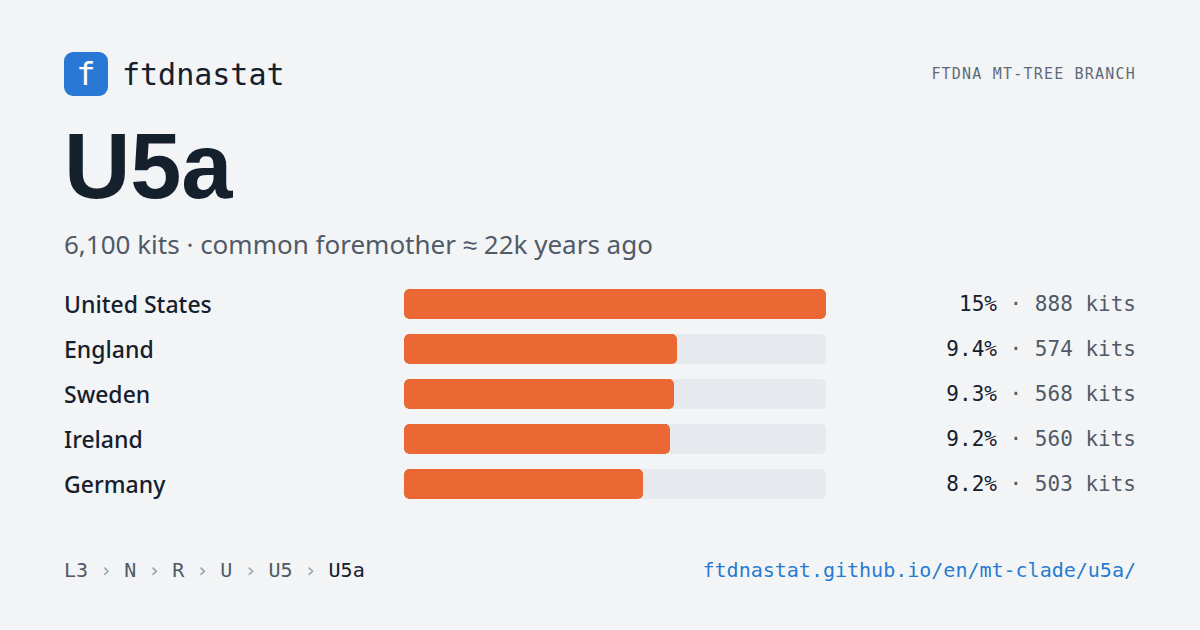 f ftdnastat
FTDNA MT-TREE BRANCH
U5a
6,100 kits · common foremother ≈ 22k years ago
United States 15% · 888 kits
England 9.4% · 574 kits
Sweden 9.3% · 568 kits
Ireland 9.2% · 560 kits
Germany 8.2% · 503 kits
L3 › N › R › U › U5 › U5a
ftdnastat.github.io/en/mt-clade/u5a/